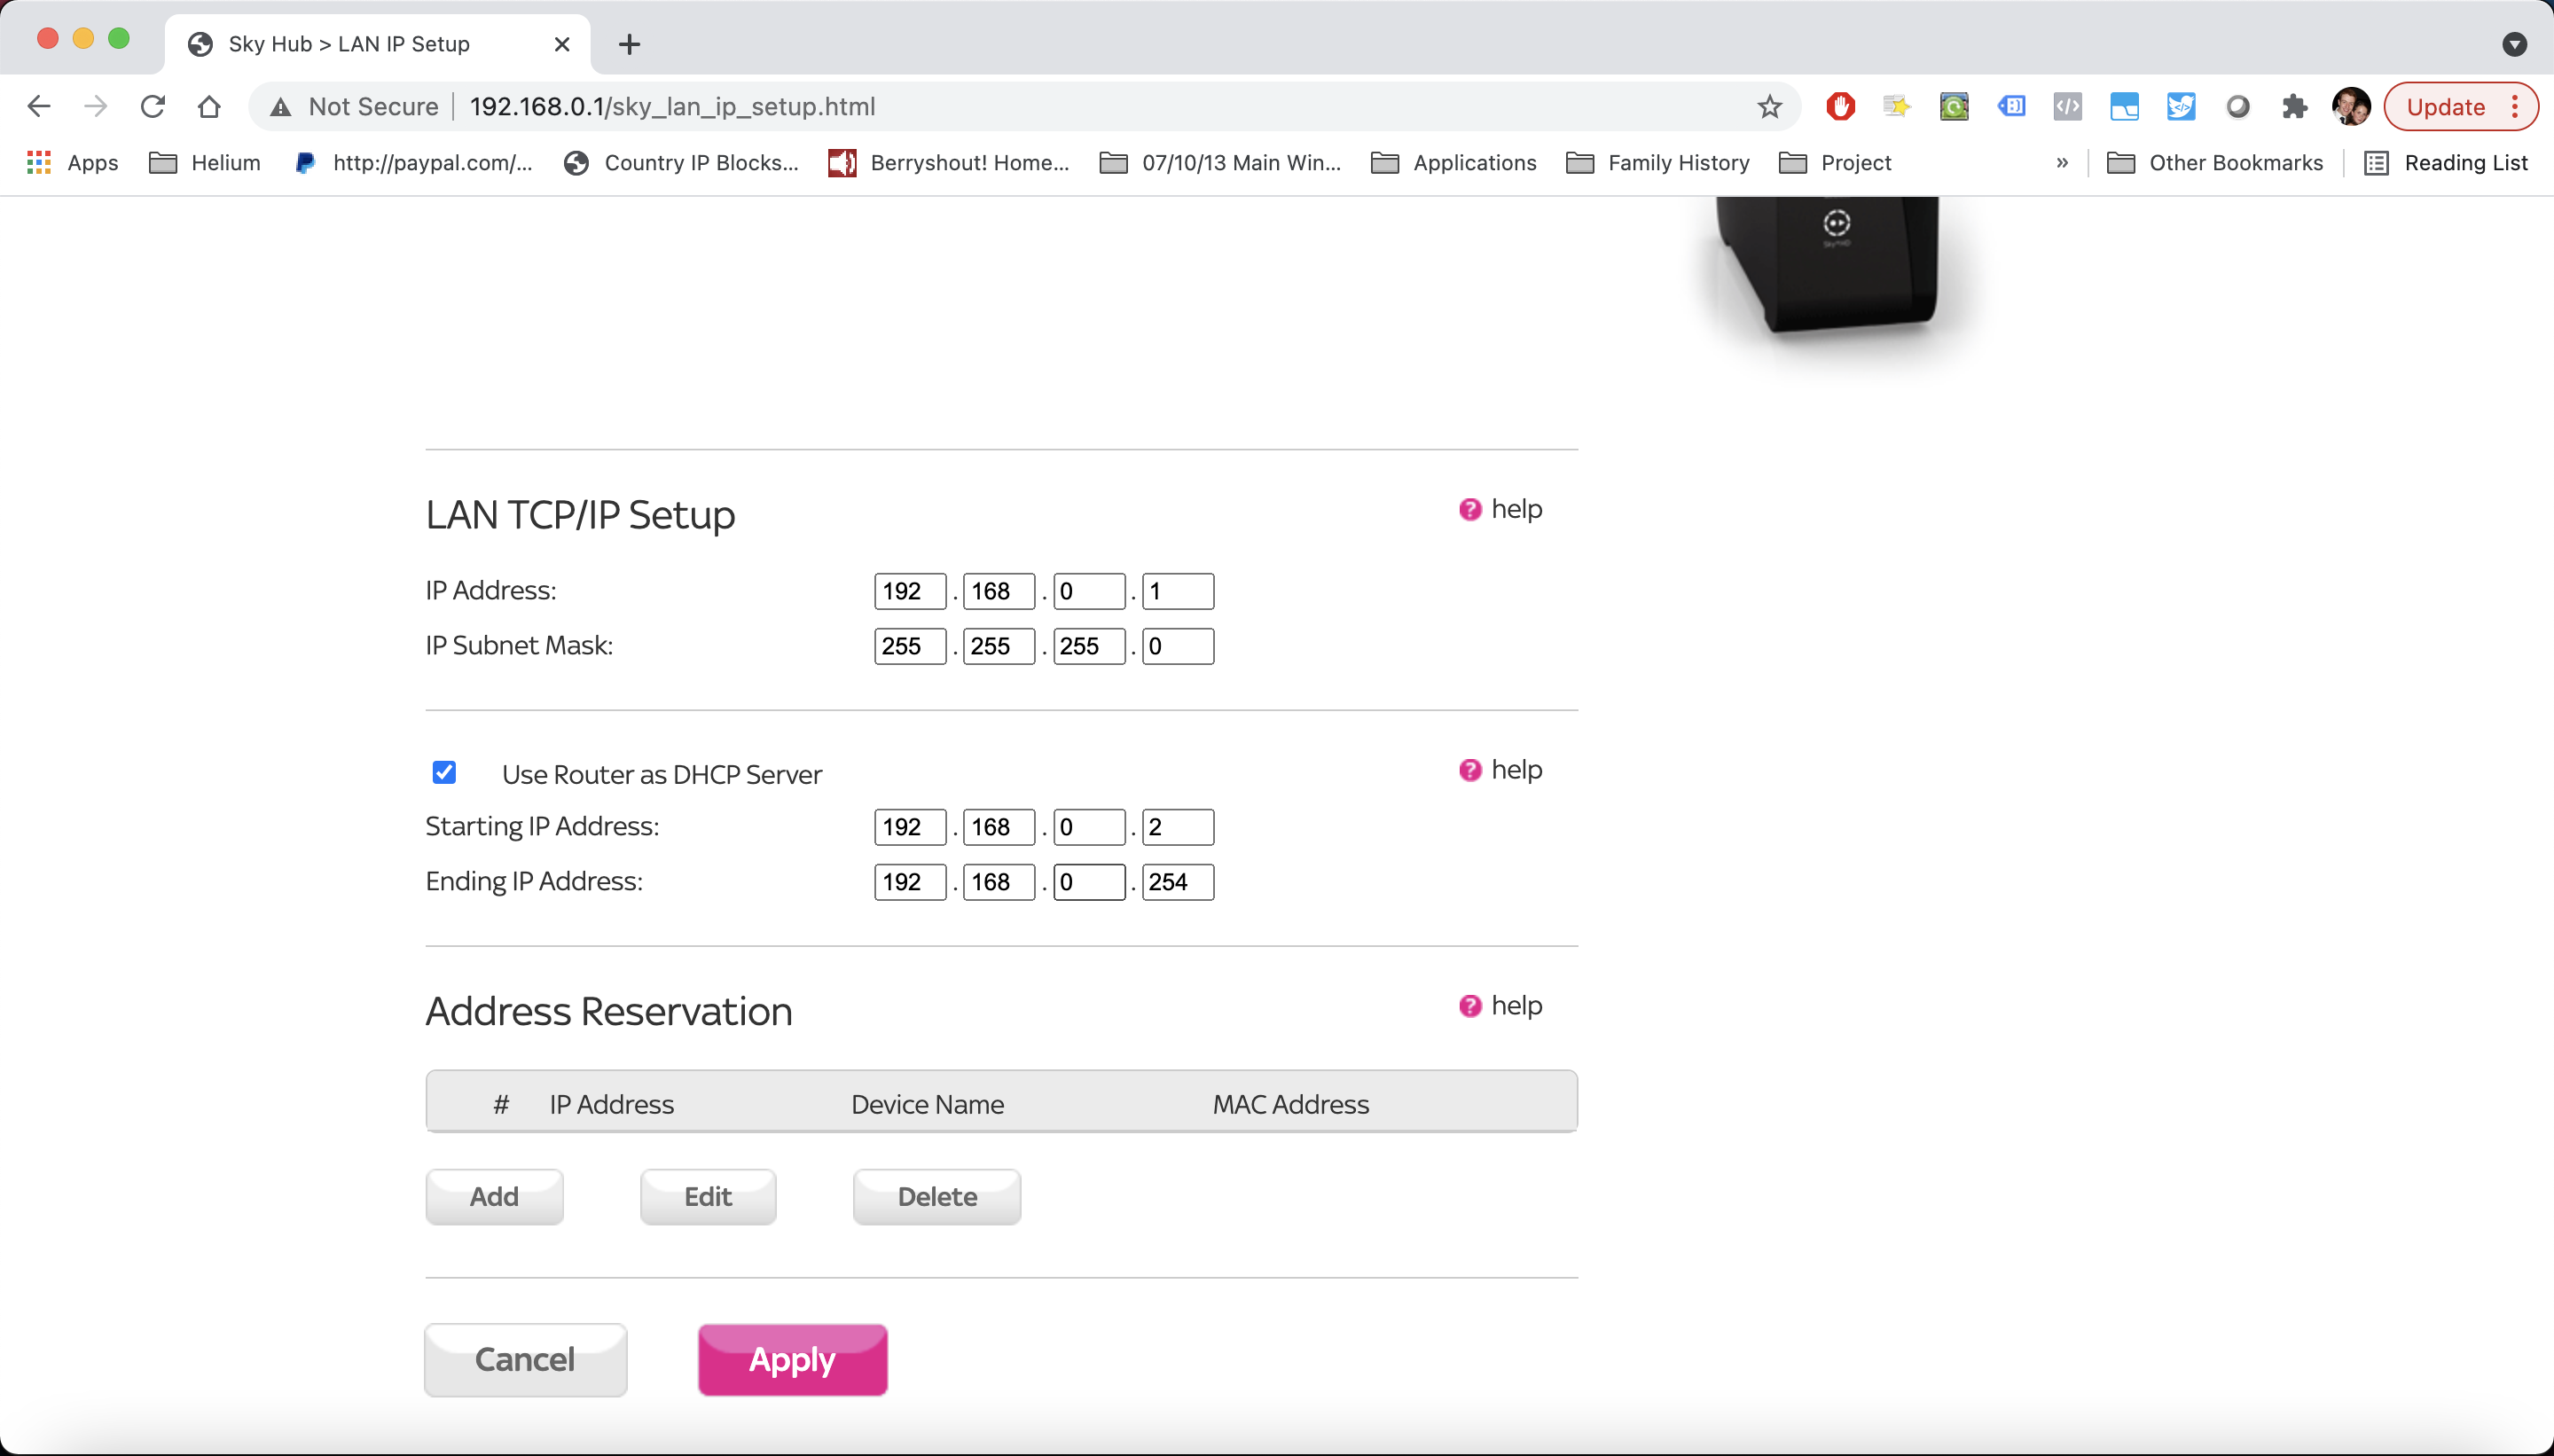 Sky Hub > LAN IP Setup
Not Secure 192.168.0.1/sky_lan_ip_setup.html Update
Apps Helium http://paypal.com/... Country IP Blocks... Berryshout! Home... 07/10/13 Main Win... Applications Family History Project » Other Bookmarks Reading List
LAN TCP/IP Setup ? help
IP Address: 192 . 168 . 0 . 1
IP Subnet Mask: 255 . 255 . 255 . 0
Use Router as DHCP Server ? help
Starting IP Address: 192 . 168 . 0 . 2
Ending IP Address: 192 . 168 . 0 . 254
Address Reservation ? help
# IP Address Device Name MAC Address
Add Edit Delete
Cancel Apply